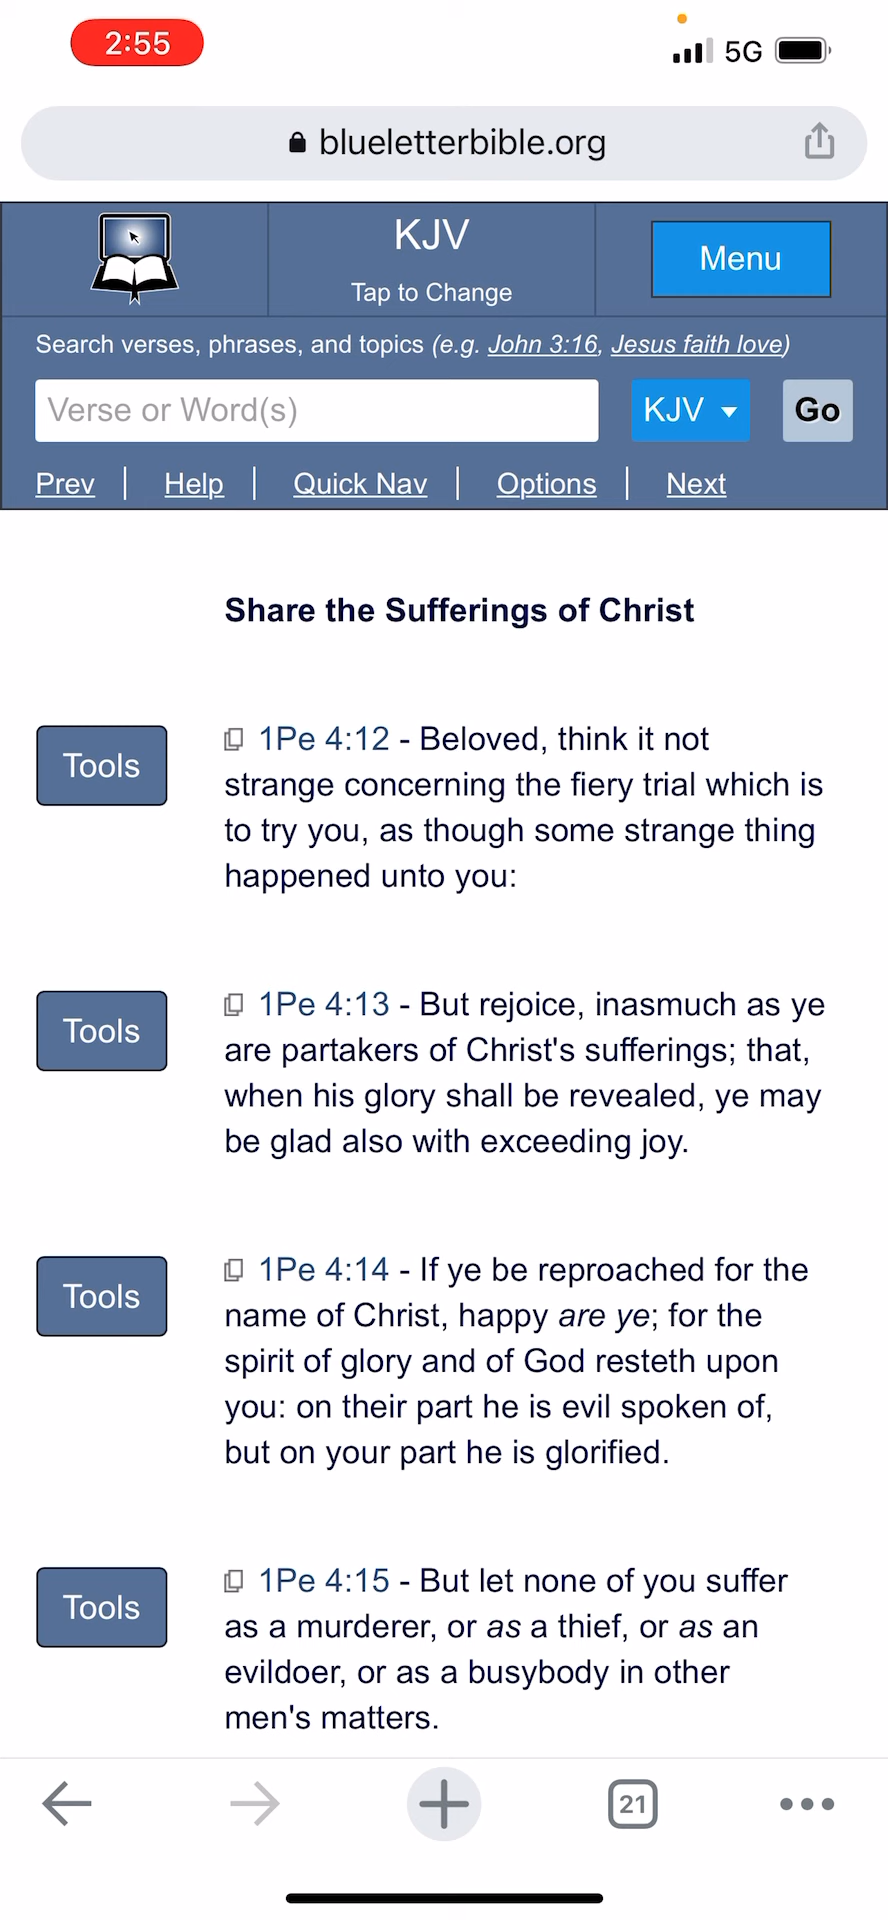 2:55
5G
blueletterbible.org
KJV
Tap to Change
Menu
Search verses, phrases, and topics (e.g. John 3:16, Jesus faith love)
Verse or Word(s)
KJV
Go
Prev | Help | Quick Nav | Options | Next
Share the Sufferings of Christ
Tools
1Pe 4:12 - Beloved, think it not
strange concerning the fiery trial which is
to try you, as though some strange thing
happened unto you:
Tools
1Pe 4:13 - But rejoice, inasmuch as ye
are partakers of Christ's sufferings; that,
when his glory shall be revealed, ye may
be glad also with exceeding joy.
Tools
1Pe 4:14 - If ye be reproached for the
name of Christ, happy are ye; for the
spirit of glory and of God resteth upon
you: on their part he is evil spoken of,
but on your part he is glorified.
Tools
1Pe 4:15 - But let none of you suffer
as a murderer, or as a thief, or as an
evildoer, or as a busybody in other
men's matters.
21